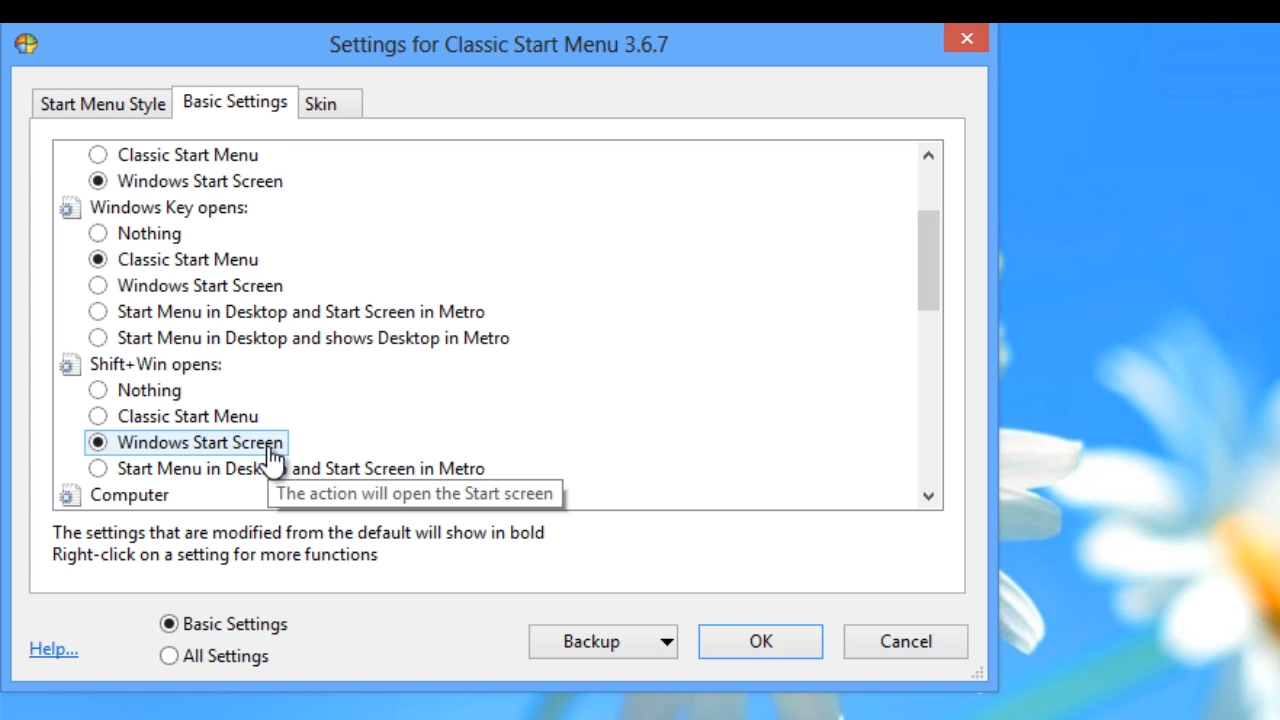 Settings for Classic Start Menu 3.6.7
Start Menu Style Basic Settings Skin
Classic Start Menu
Windows Start Screen
Windows Key opens:
Nothing
Classic Start Menu
Windows Start Screen
Start Menu in Desktop and Start Screen in Metro
Start Menu in Desktop and shows Desktop in Metro
Shift+Win opens:
Nothing
Classic Start Menu
Windows Start Screen
Start Menu in Desktop and Start Screen in Metro
The action will open the Start screen
Computer
The settings that are modified from the default will show in bold
Right-click on a setting for more functions
Basic Settings
All Settings
Help...
Backup OK Cancel